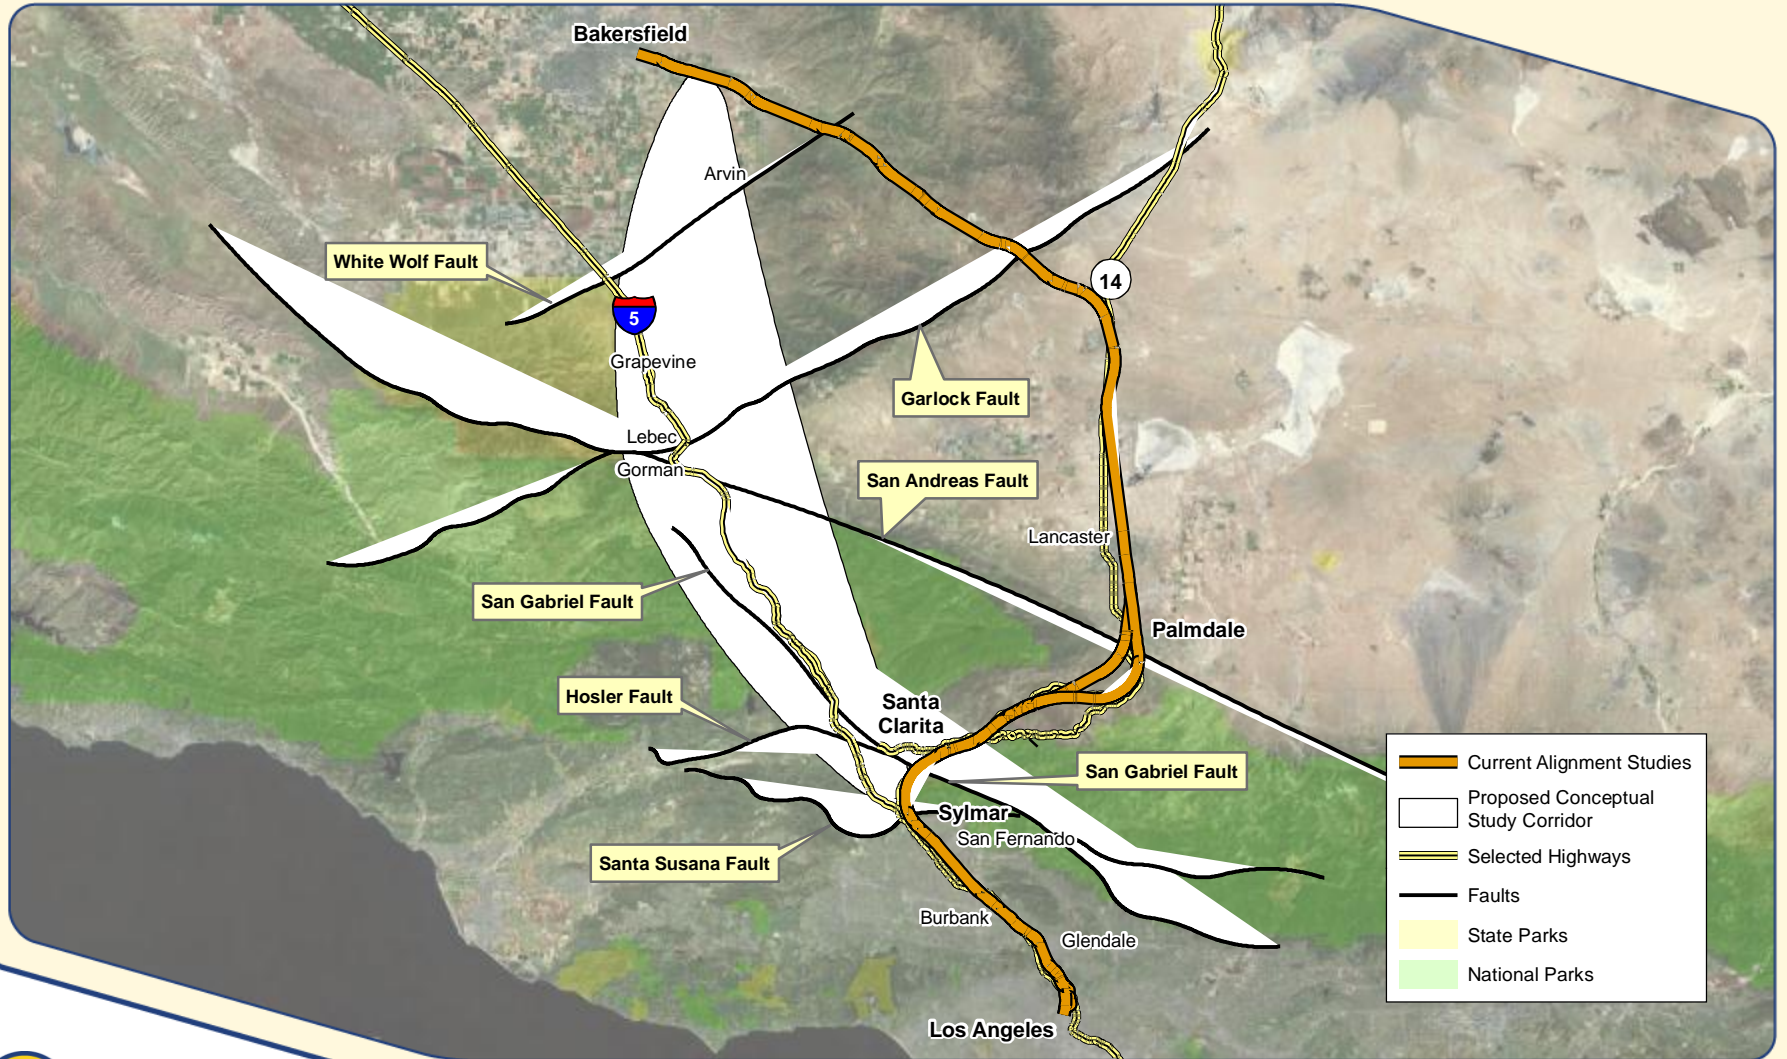 Bakersfield
Arvin
White Wolf Fault
14
5
Grapevine
Garlock Fault
Lebec
Gorman
San Andreas Fault
Lancaster
San Gabriel Fault
Palmdale
Hosler Fault
Santa
Clarita
San Gabriel Fault
Sylmar
San Fernando
Santa Susana Fault
Burbank
Glendale
Los Angeles
Current Alignment Studies
Proposed Conceptual
Study Corridor
Selected Highways
Faults
State Parks
National Parks